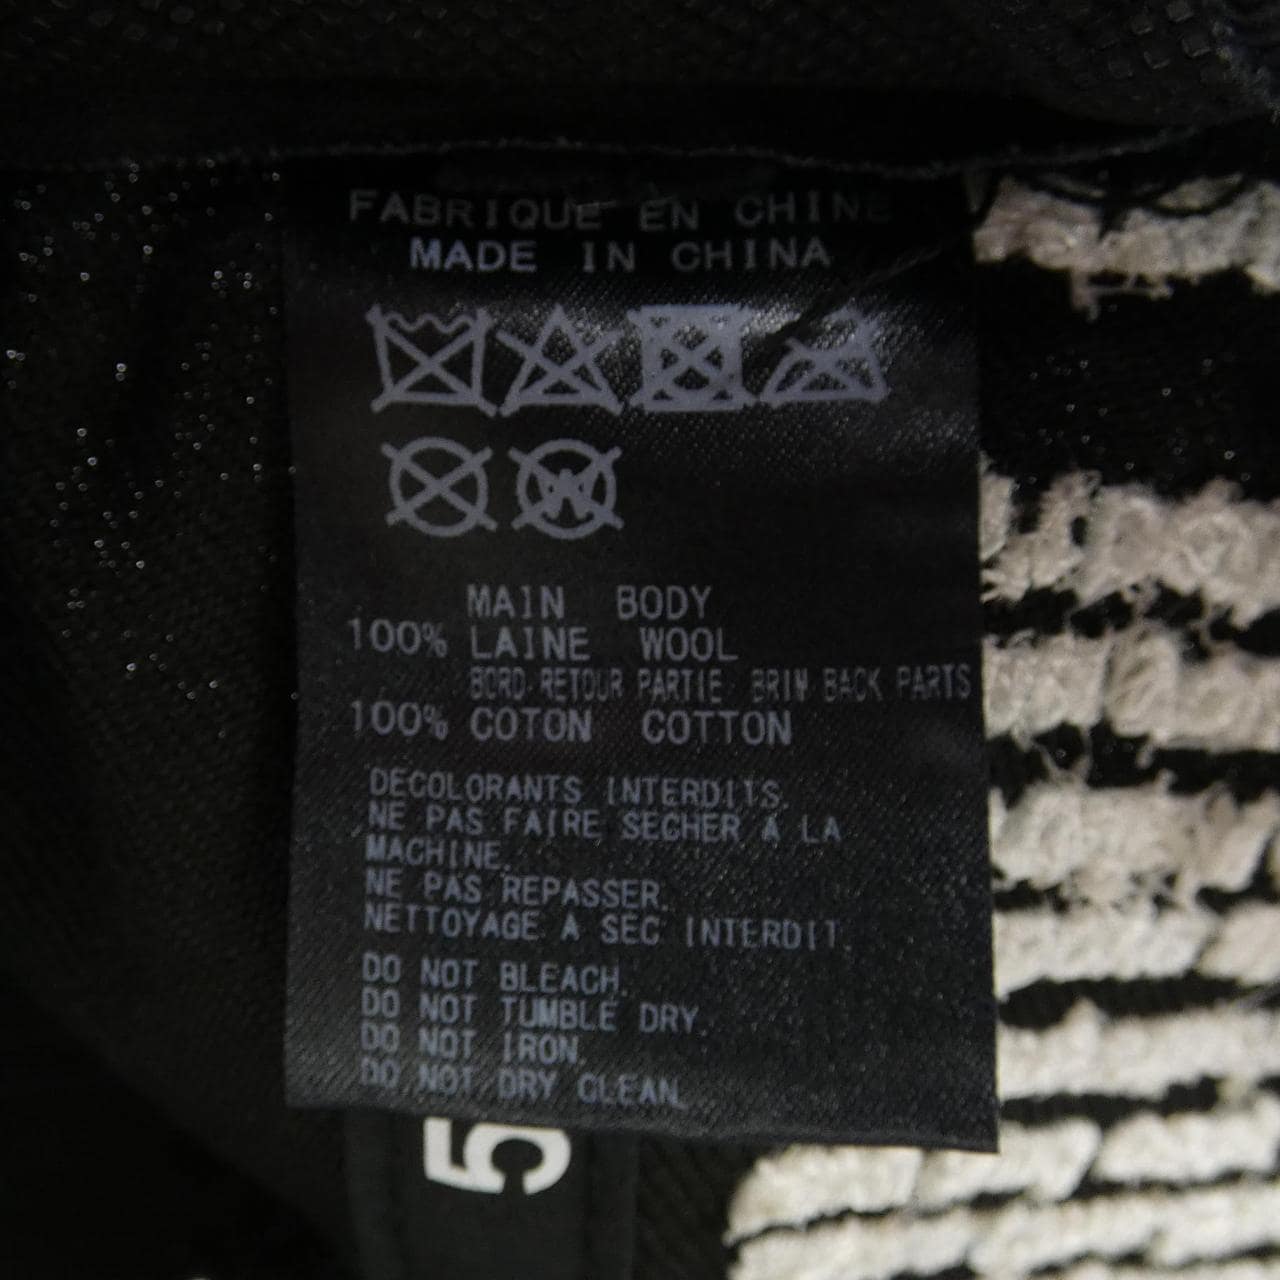 FABRIQUE EN CHINE
MADE IN CHINA
W
MAIN BODY
100% LAINE WOOL
BORD RETOUR PARTIE BRIM BACK PARTS
100% COTON COTTON
DECOLORANTS INTERDITS.
NE PAS FAIRE SECHER A LA
MACHINE.
NE PAS REPASSER.
NETTOYAGE A SEC INTERDIT.
DO NOT BLEACH.
DO NOT TUMBLE DRY.
DO NOT IRON.
DO NOT DRY CLEAN.
5